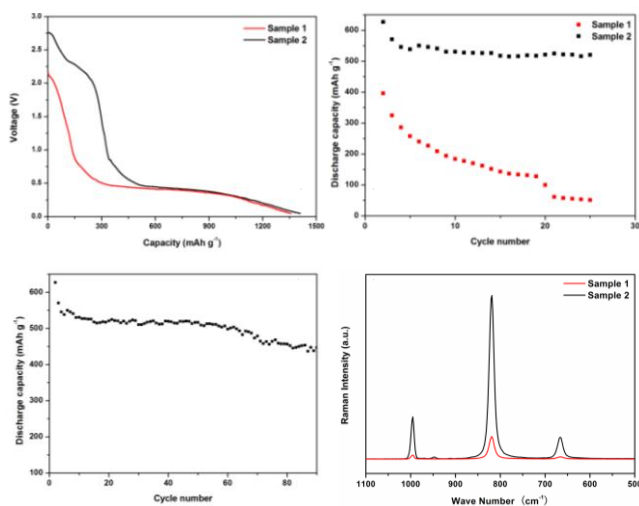 Sample 1
Sample 2
3.0
2.5
2.0
1.5
1.0
0.5
0.0
Voltage (V)
0 300 600 900 1200 1500
Capacity (mAh g⁻¹)
Sample 1
Sample 2
700
600
500
400
300
200
100
0
Discharge capacity (mAh g⁻¹)
0 10 20 30
Cycle number
600
500
400
300
200
100
Discharge capacity (mAh g⁻¹)
0 20 40 60 80
Cycle number
Sample 1
Sample 2
Raman Intensity (a.u.)
1100 1000 900 800 700 600 500
Wave Number (cm⁻¹)